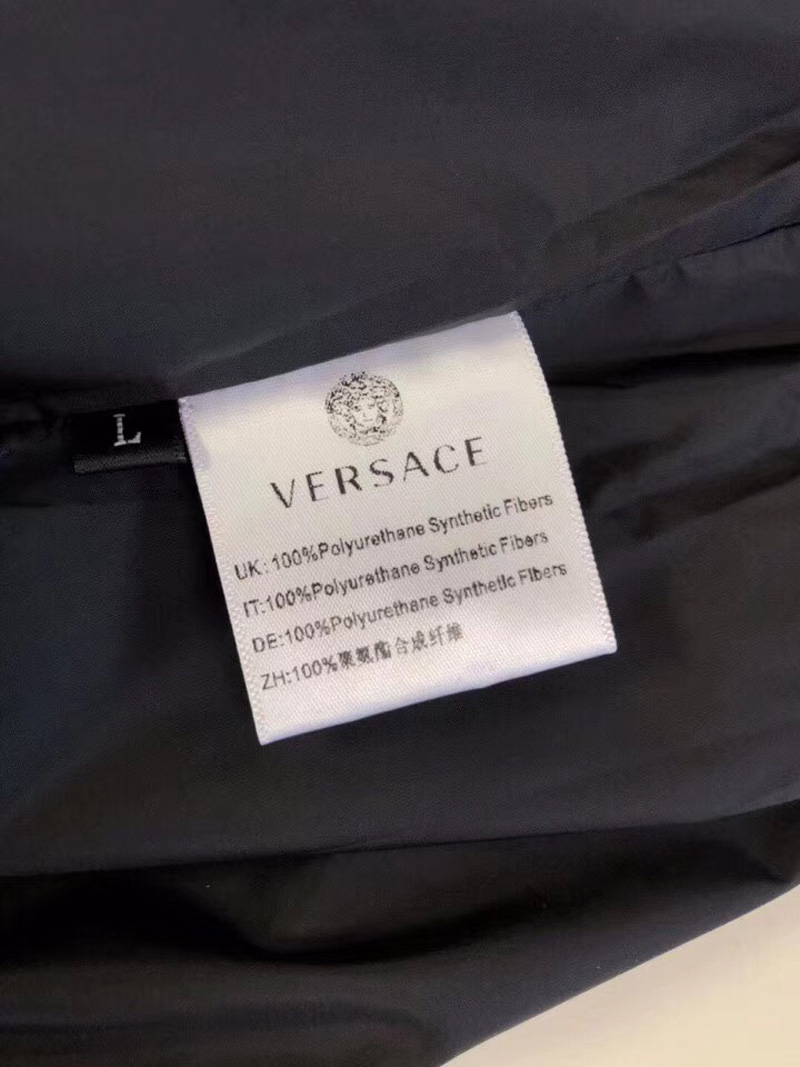 L
VERSACE
UK:100%Polyurethane Synthetic Fibers
IT:100%Polyurethane Synthetic Fibers
DE:100%Polyurethane Synthetic Fibers
ZH:100%聚氨酯合成纤维